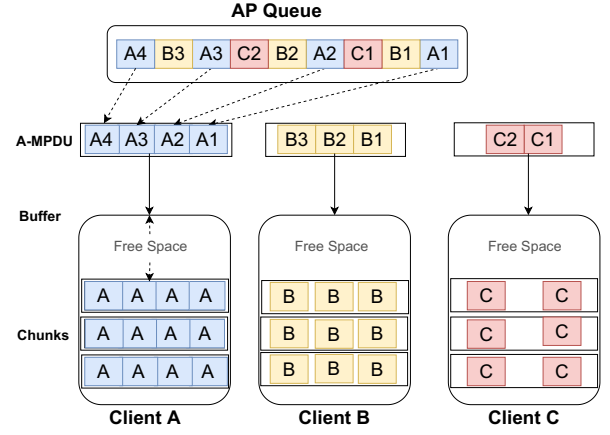 AP Queue
A4 B3 A3 C2 B2 A2 C1 B1 A1
A-MPDU A4 A3 A2 A1 B3 B2 B1 C2 C1
Buffer
Free Space Free Space Free Space
A A A A B B B C C
Chunks A A A A B B B C C
A A A A B B B C C
Client A Client B Client C